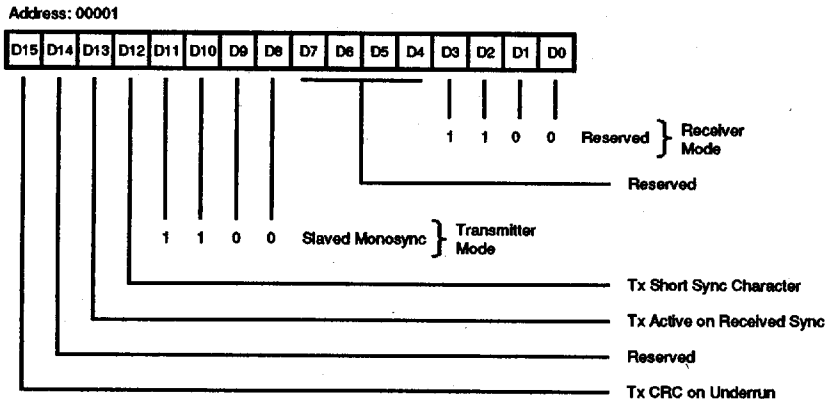 Address: 00001
D15 D14 D13 D12 D11 D10 D9 D8 D7 D6 D5 D4 D3 D2 D1 D0
1 1 0 0 Reserved } Receiver Mode
Reserved
1 1 0 0 Slaved Monosync } Transmitter Mode
Tx Short Sync Character
Tx Active on Received Sync
Reserved
Tx CRC on Underrun